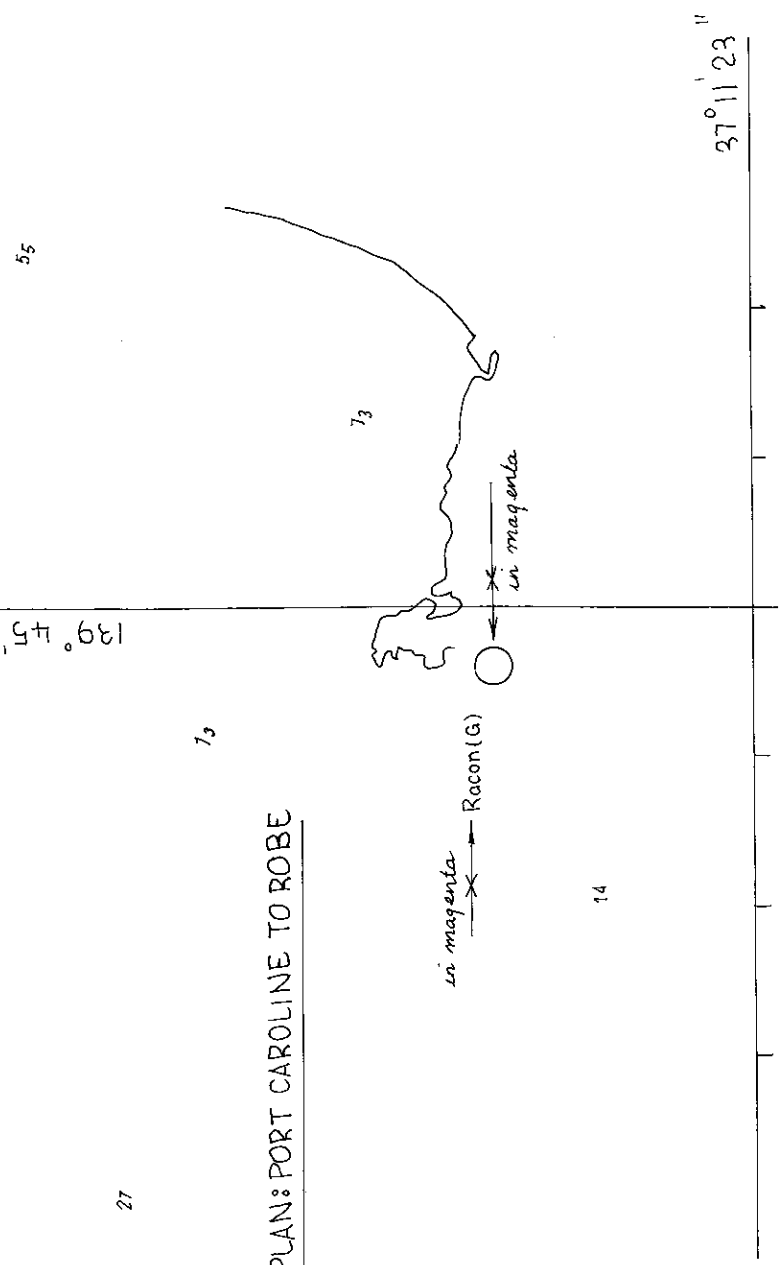 37° 11' 23"
5₅
7₃
1
in magenta
139° 45'
7₃
PLAN: PORT CAROLINE TO ROBE
in magenta
Racon(G)
14
27